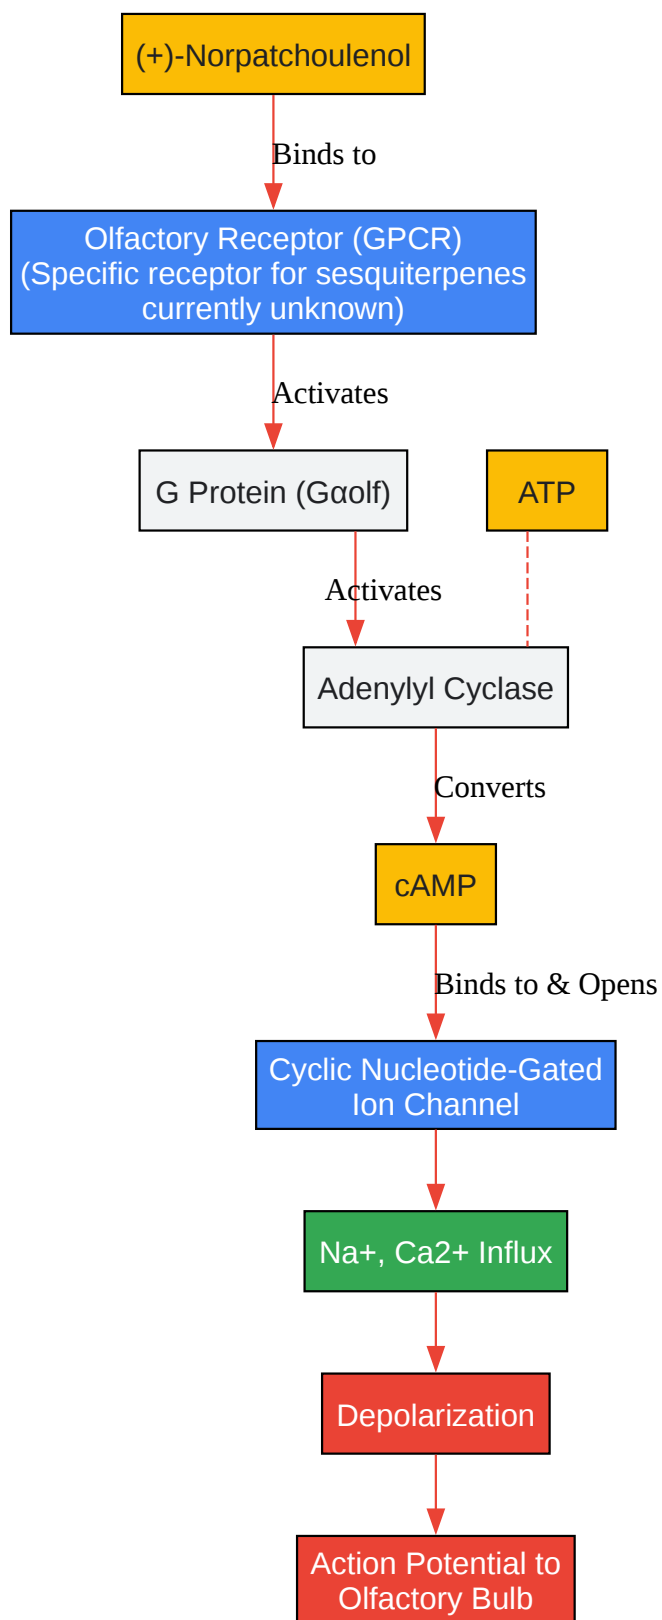 (+)-Norpatchoulenol
Binds to
Olfactory Receptor (GPCR)
(Specific receptor for sesquiterpenes
currently unknown)
Activates
G Protein (Gαolf)
ATP
Activates
Adenylyl Cyclase
Converts
cAMP
Binds to & Opens
Cyclic Nucleotide-Gated
Ion Channel
Na+, Ca2+ Influx
Depolarization
Action Potential to
Olfactory Bulb